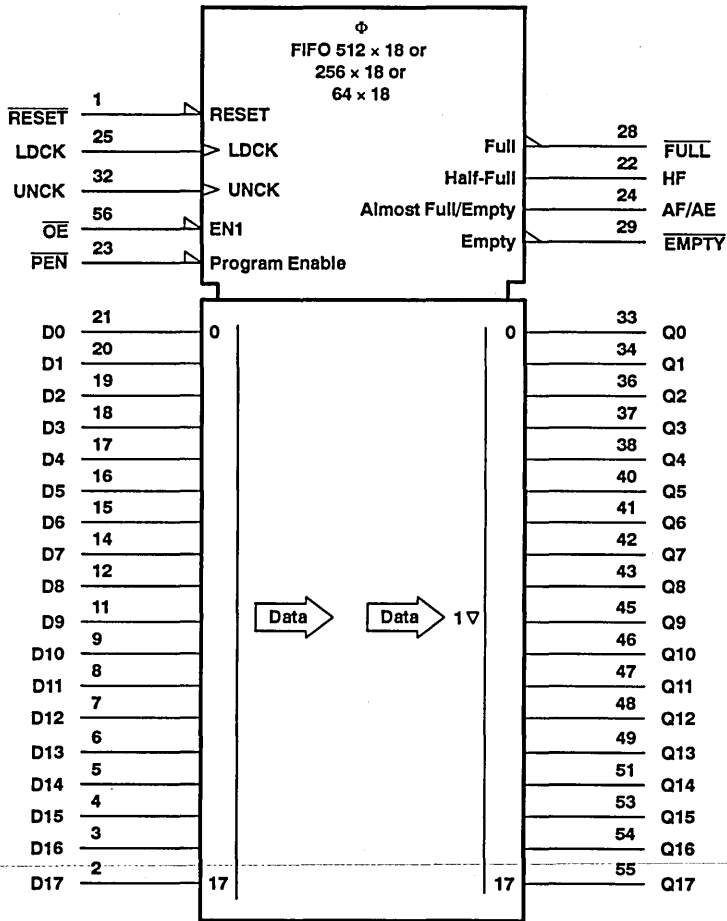 Φ
FIFO 512 × 18 or
256 × 18 or
64 × 18
RESET 1 RESET
LDCK 25 LDCK
UNCK 32 UNCK
OE 56 EN1
PEN 23 Program Enable
Full 28 FULL
Half-Full 22 HF
Almost Full/Empty 24 AF/AE
Empty 29 EMPTY
D0 21 0 0 33 Q0
D1 20 34 Q1
D2 19 36 Q2
D3 18 37 Q3
D4 17 38 Q4
D5 16 40 Q5
D6 15 41 Q6
D7 14 42 Q7
D8 12 43 Q8
D9 11 Data Data 1 ∇ 45 Q9
D10 9 46 Q10
D11 8 47 Q11
D12 7 48 Q12
D13 6 49 Q13
D14 5 51 Q14
D15 4 53 Q15
D16 3 54 Q16
D17 2 17 17 55 Q17